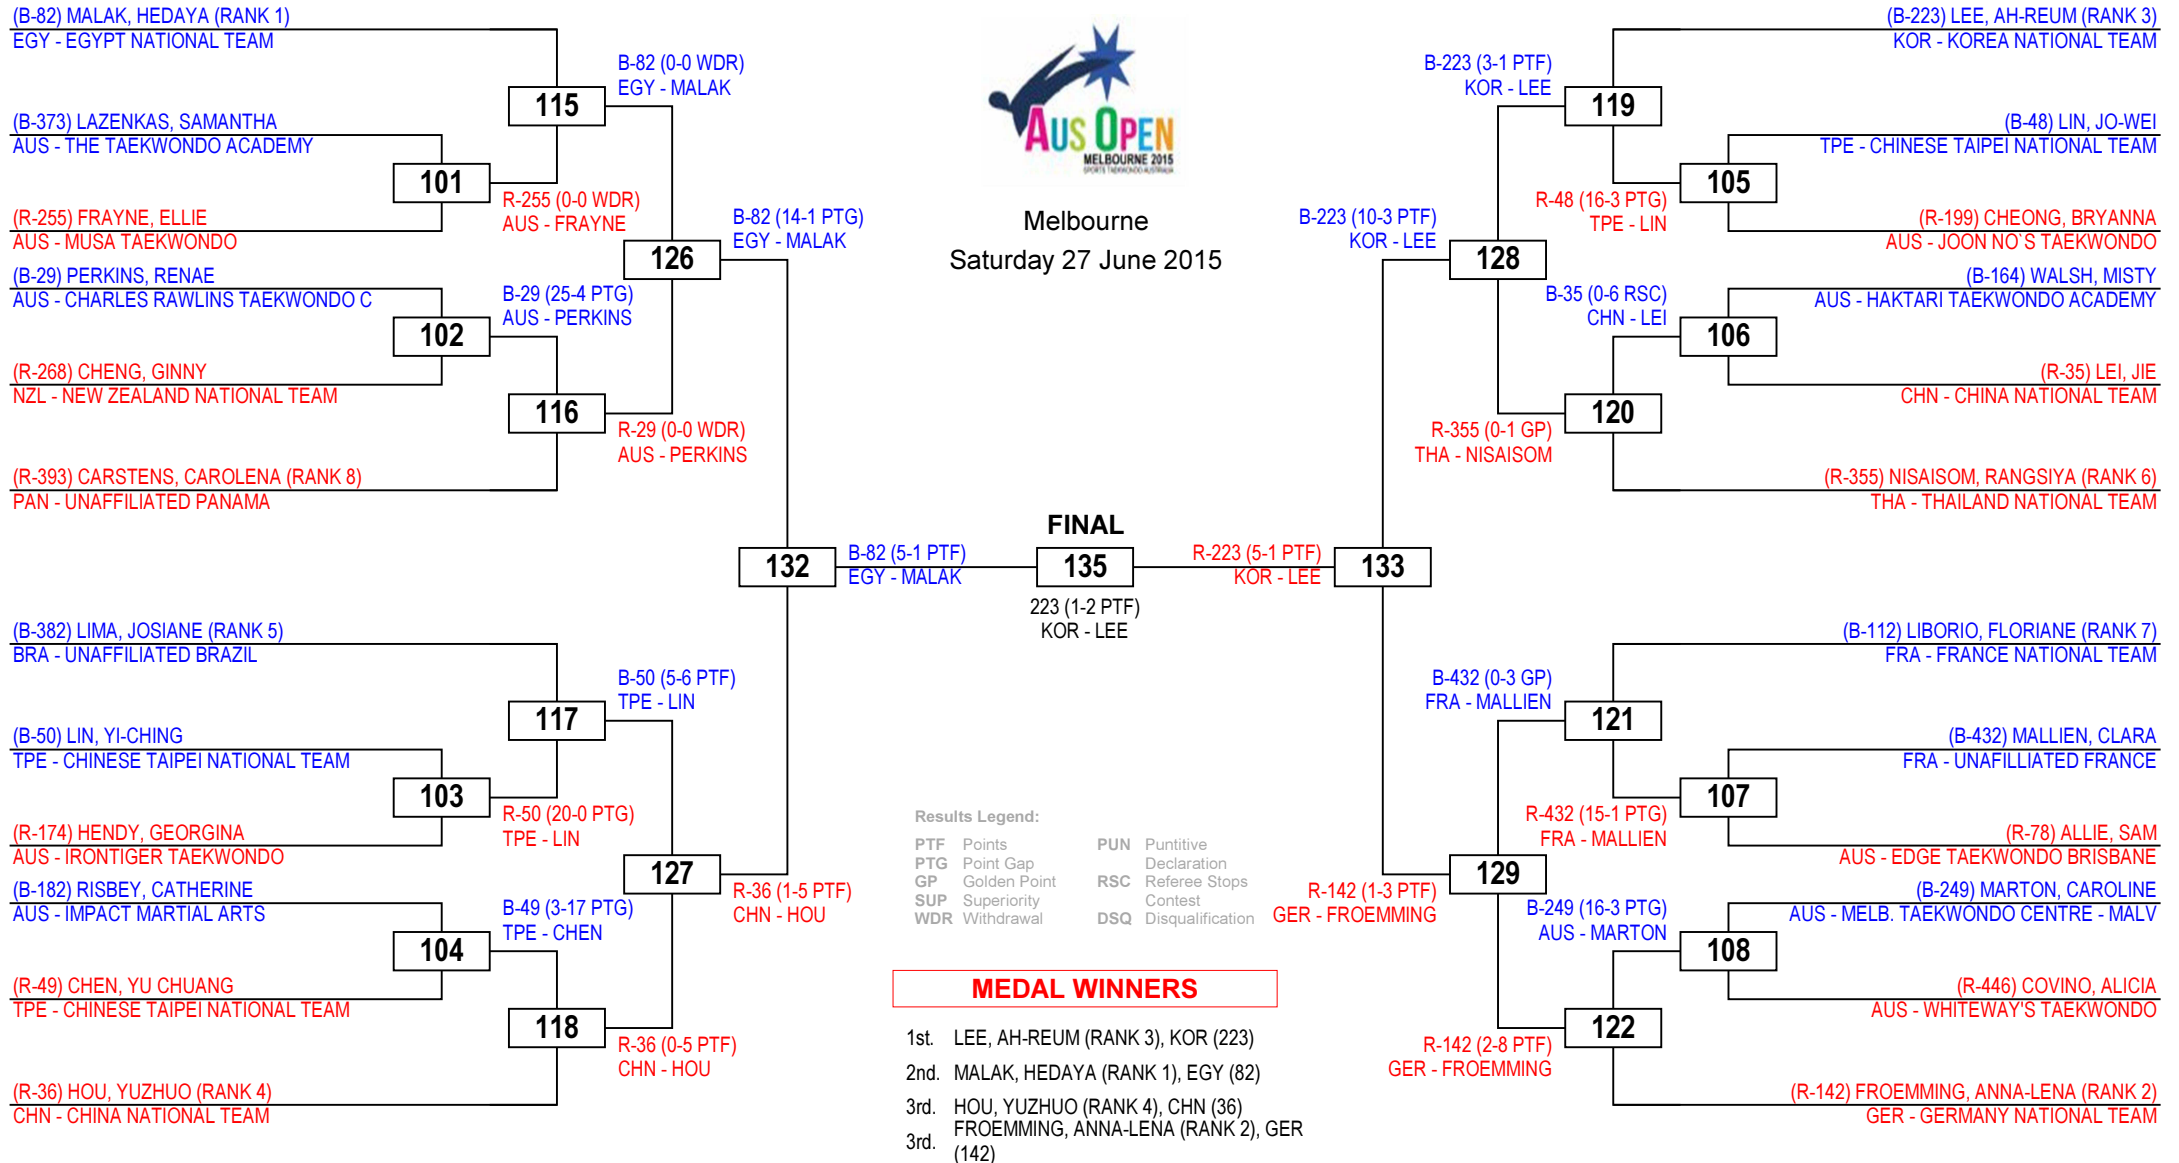 (B-82) MALAK, HEDAYA (RANK 1)
EGY - EGYPT NATIONAL TEAM
B-82 (0-0 WDR)
EGY - MALAK
115
(B-373) LAZENKAS, SAMANTHA
AUS - THE TAEKWONDO ACADEMY
101
R-255 (0-0 WDR)
AUS - FRAYNE
(R-255) FRAYNE, ELLIE
AUS - MUSA TAEKWONDO
B-82 (14-1 PTG)
EGY - MALAK
126
(B-29) PERKINS, RENAE
AUS - CHARLES RAWLINS TAEKWONDO C
B-29 (25-4 PTG)
AUS - PERKINS
102
(R-268) CHENG, GINNY
NZL - NEW ZEALAND NATIONAL TEAM
116
R-29 (0-0 WDR)
AUS - PERKINS
(R-393) CARSTENS, CAROLENA (RANK 8)
PAN - UNAFFILIATED PANAMA
132
B-82 (5-1 PTF)
EGY - MALAK
(B-382) LIMA, JOSIANE (RANK 5)
BRA - UNAFFILIATED BRAZIL
B-50 (5-6 PTF)
TPE - LIN
117
(B-50) LIN, YI-CHING
TPE - CHINESE TAIPEI NATIONAL TEAM
103
R-50 (20-0 PTG)
TPE - LIN
(R-174) HENDY, GEORGINA
AUS - IRONTIGER TAEKWONDO
127
R-36 (1-5 PTF)
CHN - HOU
(B-182) RISBEY, CATHERINE
AUS - IMPACT MARTIAL ARTS
B-49 (3-17 PTG)
TPE - CHEN
104
(R-49) CHEN, YU CHUANG
TPE - CHINESE TAIPEI NATIONAL TEAM
118
R-36 (0-5 PTF)
CHN - HOU
(R-36) HOU, YUZHUO (RANK 4)
CHN - CHINA NATIONAL TEAM
AUS OPEN
MELBOURNE 2015
SPORTS TAEKWONDO AUSTRALIA
Melbourne
Saturday 27 June 2015
FINAL
135
223 (1-2 PTF)
KOR - LEE
Results Legend:
PTF Points
PTG Point Gap
GP Golden Point
SUP Superiority
WDR Withdrawal
PUN Puntitive
Declaration
RSC Referee Stops
Contest
DSQ Disqualification
MEDAL WINNERS
1st. LEE, AH-REUM (RANK 3), KOR (223)
2nd. MALAK, HEDAYA (RANK 1), EGY (82)
3rd. HOU, YUZHUO (RANK 4), CHN (36)
3rd. FROEMMING, ANNA-LENA (RANK 2), GER
(142)
(B-223) LEE, AH-REUM (RANK 3)
KOR - KOREA NATIONAL TEAM
B-223 (3-1 PTF)
KOR - LEE
119
(B-48) LIN, JO-WEI
TPE - CHINESE TAIPEI NATIONAL TEAM
105
R-48 (16-3 PTG)
TPE - LIN
(R-199) CHEONG, BRYANNA
AUS - JOON NO`S TAEKWONDO
B-223 (10-3 PTF)
KOR - LEE
128
(B-164) WALSH, MISTY
AUS - HAKTARI TAEKWONDO ACADEMY
B-35 (0-6 RSC)
CHN - LEI
106
(R-35) LEI, JIE
CHN - CHINA NATIONAL TEAM
120
R-355 (0-1 GP)
THA - NISAISOM
(R-355) NISAISOM, RANGSIYA (RANK 6)
THA - THAILAND NATIONAL TEAM
R-223 (5-1 PTF)
KOR - LEE
133
(B-112) LIBORIO, FLORIANE (RANK 7)
FRA - FRANCE NATIONAL TEAM
B-432 (0-3 GP)
FRA - MALLIEN
121
(B-432) MALLIEN, CLARA
FRA - UNAFILLIATED FRANCE
107
R-432 (15-1 PTG)
FRA - MALLIEN
(R-78) ALLIE, SAM
AUS - EDGE TAEKWONDO BRISBANE
129
R-142 (1-3 PTF)
GER - FROEMMING
(B-249) MARTON, CAROLINE
AUS - MELB. TAEKWONDO CENTRE - MALV
B-249 (16-3 PTG)
AUS - MARTON
108
(R-446) COVINO, ALICIA
AUS - WHITEWAY'S TAEKWONDO
122
R-142 (2-8 PTF)
GER - FROEMMING
(R-142) FROEMMING, ANNA-LENA (RANK 2)
GER - GERMANY NATIONAL TEAM